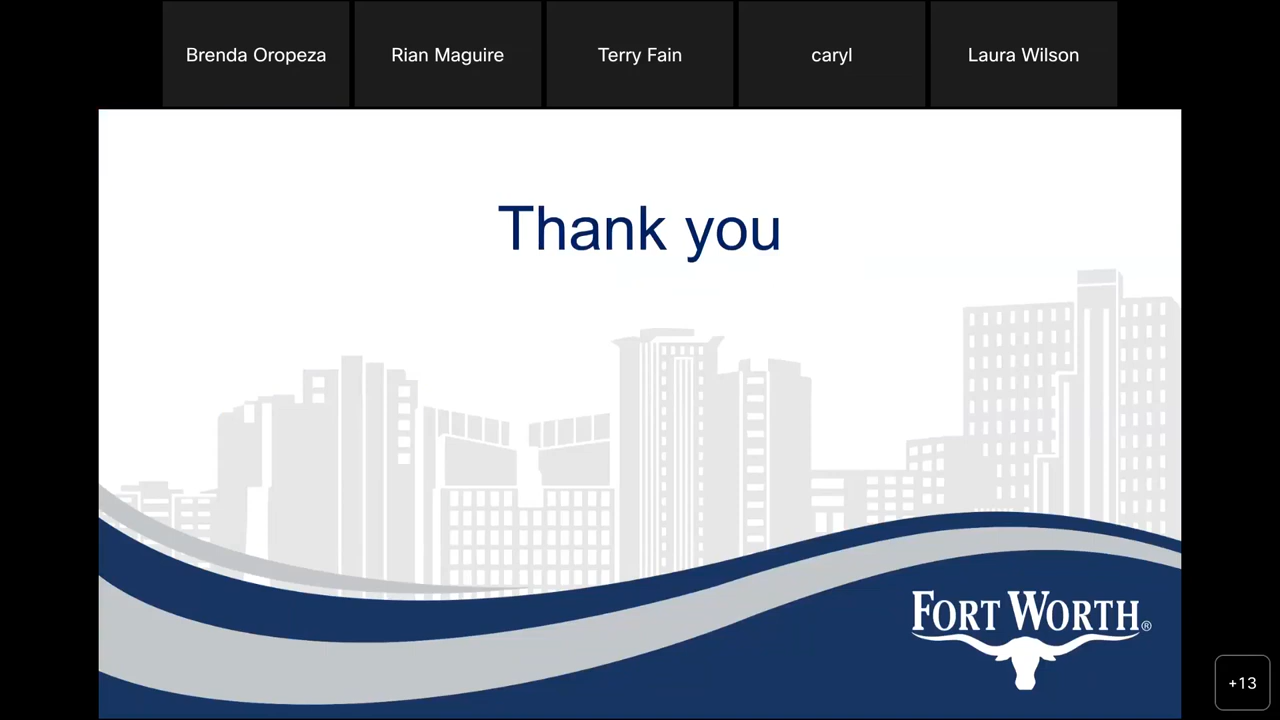 Brenda Oropeza
Rian Maguire
Terry Fain
caryl
Laura Wilson
Thank you
FORT WORTH®
+13